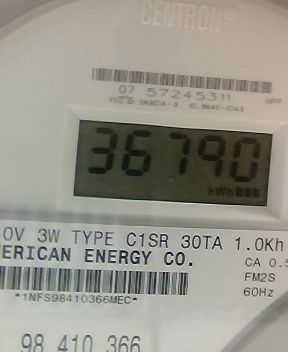 CENTRON®
07 57245311
36790
kWh
0V 3W TYPE C1SR 30TA 1.0Kh
ERICAN ENERGY CO.
CA 0.5
FM2S
*1NFS98410366MEC*
60Hz
98 410 366